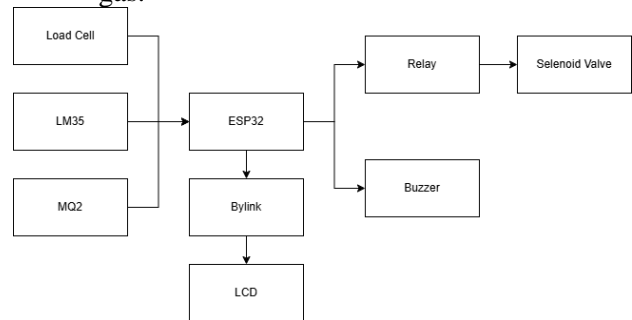 gas.
Load Cell
Relay
Selenoid Valve
LM35
ESP32
MQ2
Bylink
Buzzer
LCD